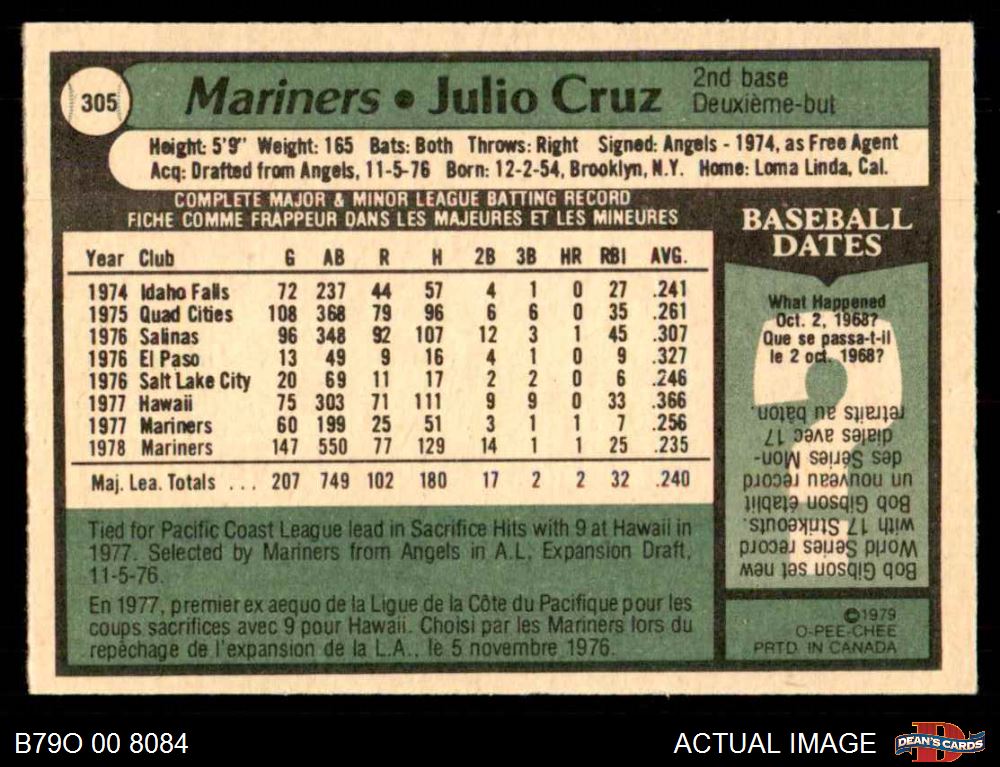 305
Mariners • Julio Cruz
2nd base
Deuxième-but
Height: 5'9" Weight: 165 Bats: Both Throws: Right Signed: Angels - 1974, as Free Agent
Acq: Drafted from Angels, 11-5-76 Born: 12-2-54, Brooklyn, N.Y. Home: Loma Linda, Cal.
COMPLETE MAJOR & MINOR LEAGUE BATTING RECORD
FICHE COMME FRAPPEUR DANS LES MAJEURES ET LES MINEURES
Year Club G AB R H 2B 3B HR RBI AVG.
1974 Idaho Falls 72 237 44 57 4 1 0 27 .241
1975 Quad Cities 108 368 79 96 6 6 0 35 .261
1976 Salinas 96 348 92 107 12 3 1 45 .307
1976 El Paso 13 49 9 16 4 1 0 9 .327
1976 Salt Lake City 20 69 11 17 2 2 0 6 .246
1977 Hawaii 75 303 71 111 9 9 0 33 .366
1977 Mariners 60 199 25 51 3 1 1 7 .256
1978 Mariners 147 550 77 129 14 1 1 25 .235
Maj. Lea. Totals ... 207 749 102 180 17 2 2 32 .240
Tied for Pacific Coast League lead in Sacrifice Hits with 9 at Hawaii in
1977. Selected by Mariners from Angels in A.L. Expansion Draft,
11-5-76.
En 1977, premier ex aequo de la Ligue de la Côte du Pacifique pour les
coups sacrifices avec 9 pour Hawaii. Choisi par les Mariners lors du
repêchage de l'expansion de la L.A., le 5 novembre 1976.
BASEBALL
DATES
What Happened
Oct. 2, 1968?
Que se passa-t-il
le 2 oct. 1968?
Bob Gibson set new
World Series record
with 17 Strikeouts.
Bob Gibson établit
un nouveau record
des Séries Mon-
diales avec 17
retraits au bâton.
©1979
O-PEE-CHEE
PRTD. IN CANADA
B79O 00 8084
ACTUAL IMAGE
D
DEAN'S CARDS